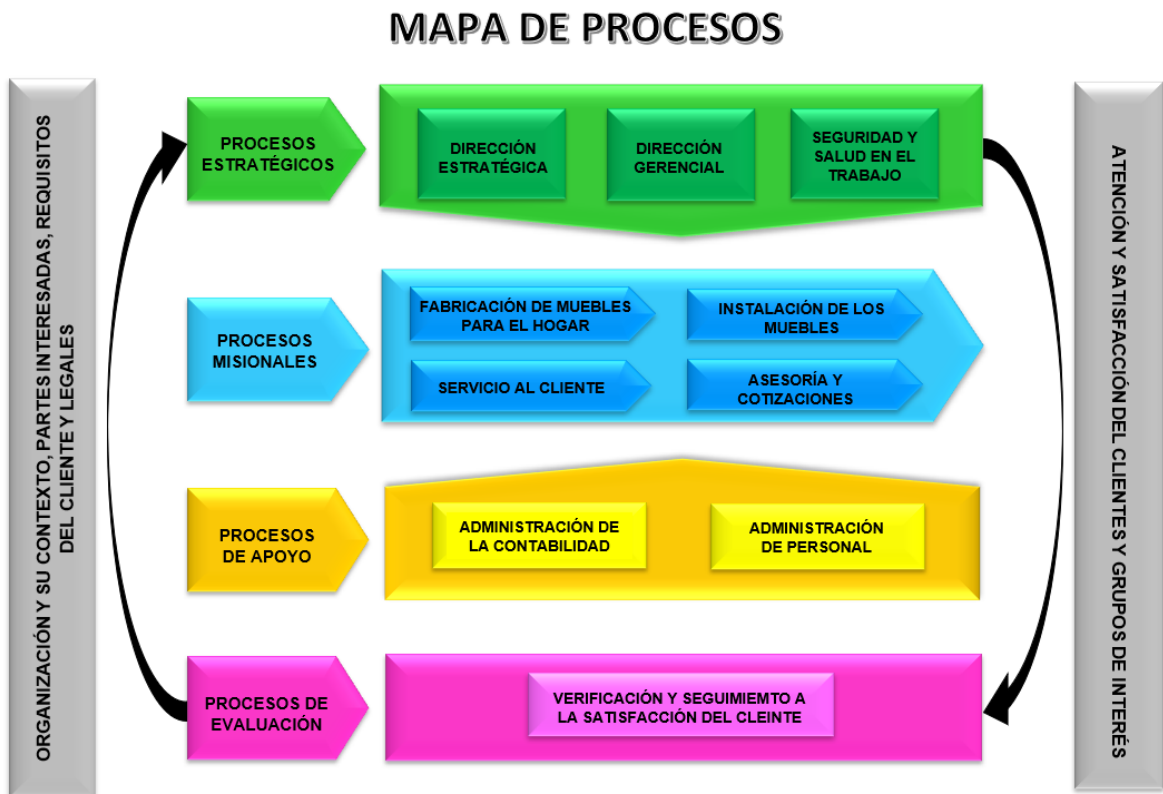 MAPA DE PROCESOS
ORGANIZACIÓN Y SU CONTEXTO, PARTES INTERESADAS, REQUISITOS
DEL CLIENTE Y LEGALES
PROCESOS
ESTRATÉGICOS
DIRECCIÓN
ESTRATÉGICA
DIRECCIÓN
GERENCIAL
SEGURIDAD Y
SALUD EN EL
TRABAJO
PROCESOS
MISIONALES
FABRICACIÓN DE MUEBLES
PARA EL HOGAR
INSTALACIÓN DE LOS
MUEBLES
SERVICIO AL CLIENTE
ASESORÍA Y
COTIZACIONES
PROCESOS
DE APOYO
ADMINISTRACIÓN DE
LA CONTABILIDAD
ADMINISTRACIÓN
DE PERSONAL
PROCESOS DE
EVALUACIÓN
VERIFICACIÓN Y SEGUIMIEMTO A
LA SATISFACCIÓN DEL CLEINTE
ATENCIÓN Y SATISFACCIÓN DEL CLIENTES Y GRUPOS DE INTERÉS